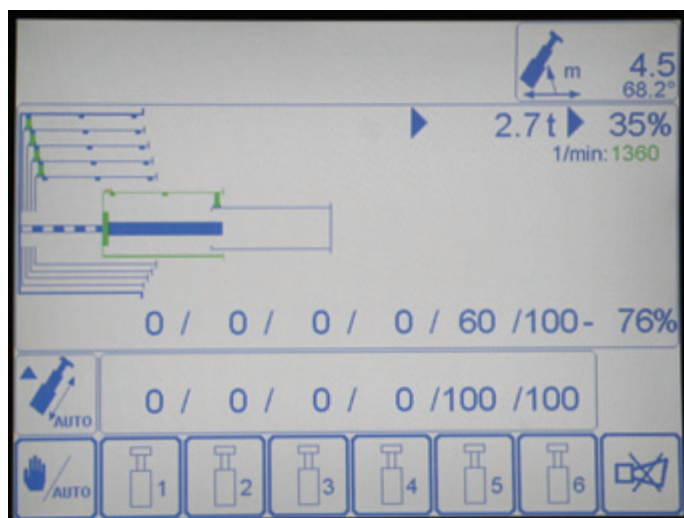 m 4.5
68.2°
2.7 t 35%
1/min: 1360
0 / 0 / 0 / 0 / 60 /100 - 76%
AUTO 0 / 0 / 0 / 0 /100 /100
/AUTO 1 2 3 4 5 6